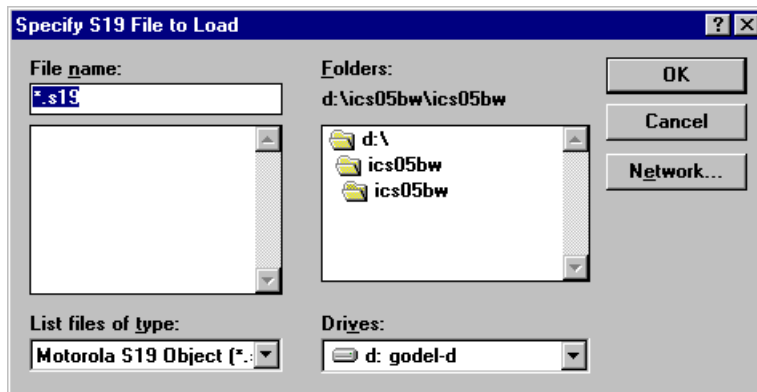 Specify S19 File to Load
File name:
*.s19
Folders:
d:\ics05bw\ics05bw
d:\
ics05bw
ics05bw
OK
Cancel
Network...
List files of type:
Motorola S19 Object (*.s
Drives:
d: godel-d